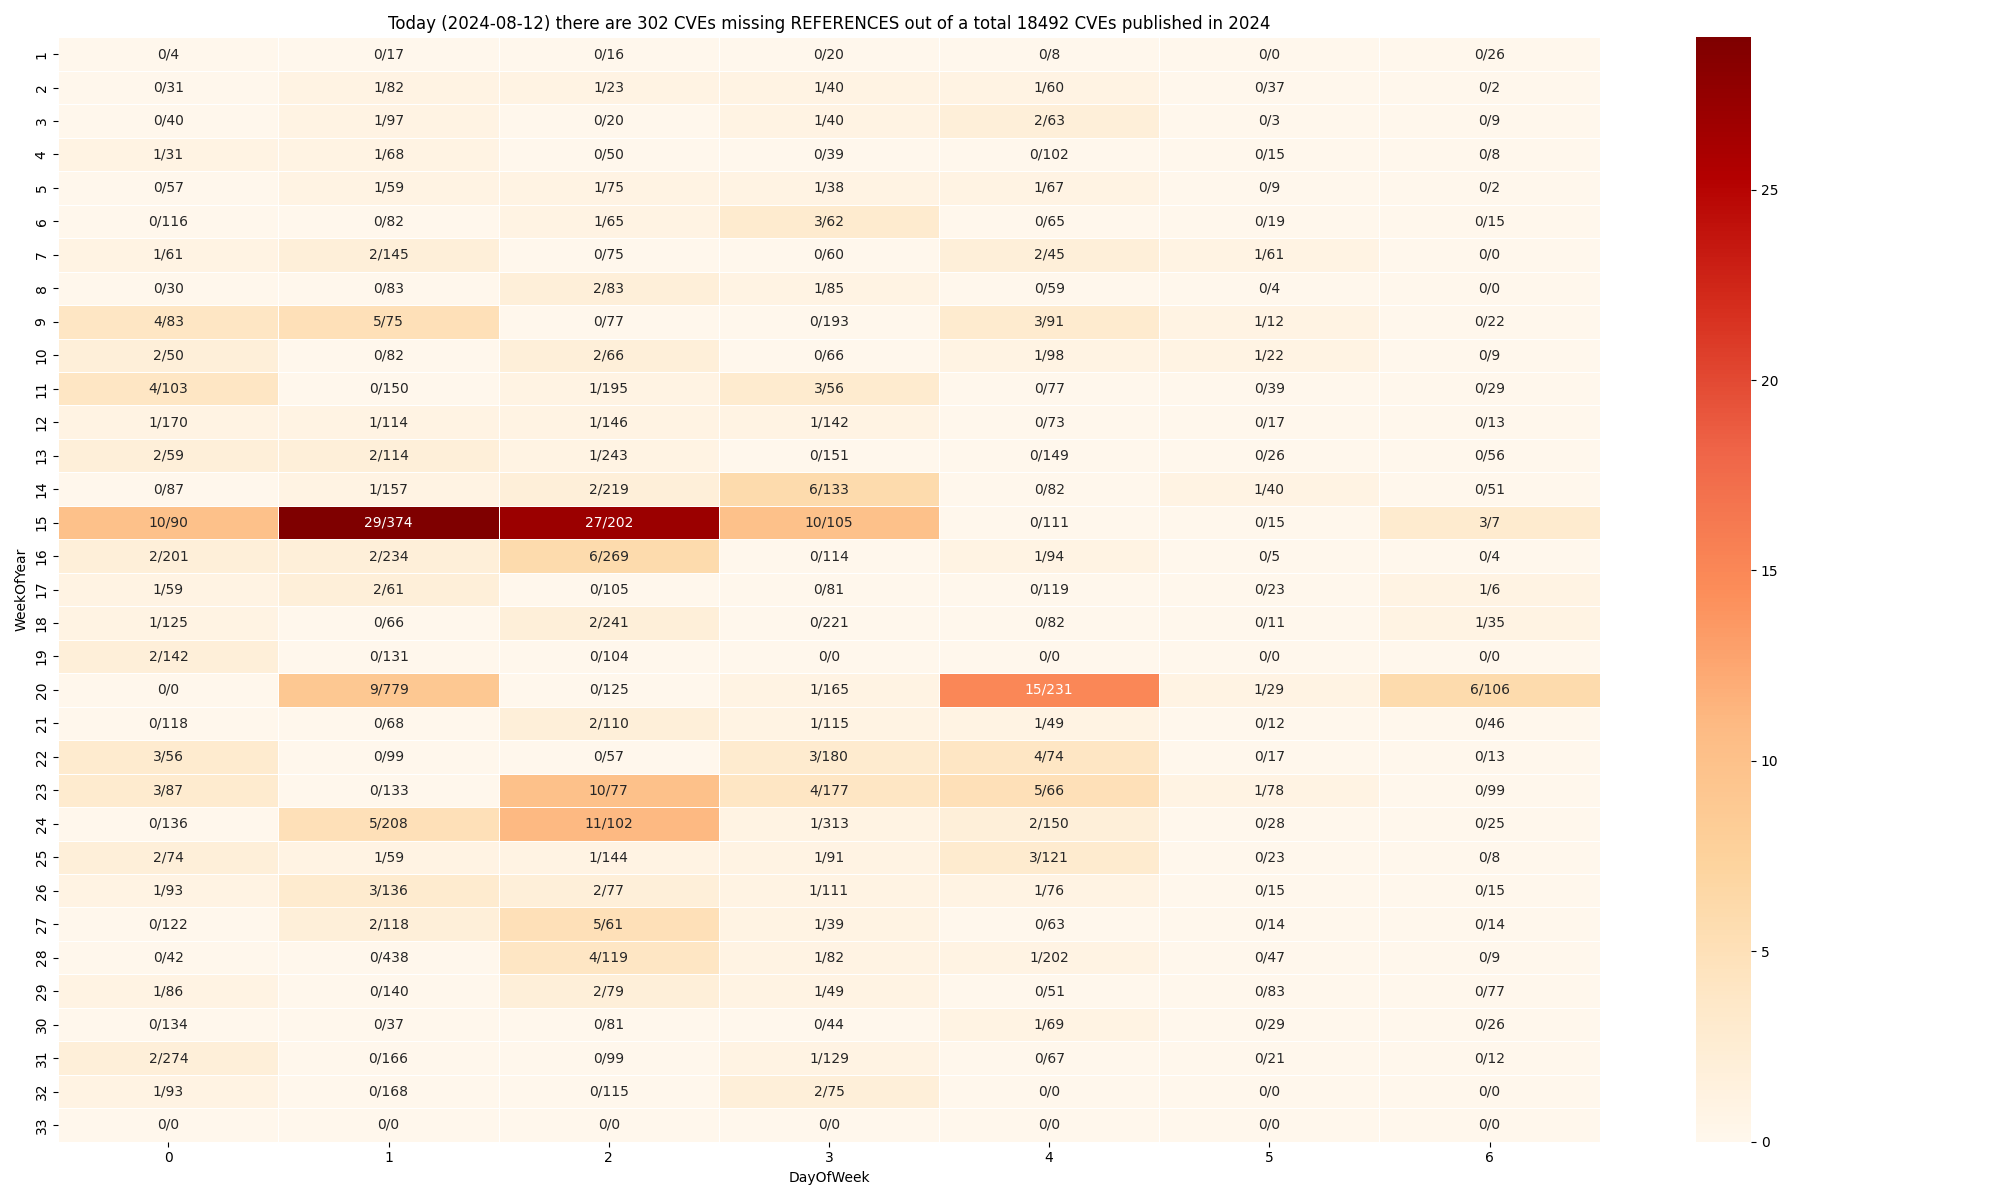 Today (2024-08-12) there are 302 CVEs missing REFERENCES out of a total 18492 CVEs published in 2024
1 0/4 0/17 0/16 0/20 0/8 0/0 0/26
2 0/31 1/82 1/23 1/40 1/60 0/37 0/2
3 0/40 1/97 0/20 1/40 2/63 0/3 0/9
4 1/31 1/68 0/50 0/39 0/102 0/15 0/8
5 0/57 1/59 1/75 1/38 1/67 0/9 0/2
6 0/116 0/82 1/65 3/62 0/65 0/19 0/15
7 1/61 2/145 0/75 0/60 2/45 1/61 0/0
8 0/30 0/83 2/83 1/85 0/59 0/4 0/0
9 4/83 5/75 0/77 0/193 3/91 1/12 0/22
10 2/50 0/82 2/66 0/66 1/98 1/22 0/9
11 4/103 0/150 1/195 3/56 0/77 0/39 0/29
12 1/170 1/114 1/146 1/142 0/73 0/17 0/13
13 2/59 2/114 1/243 0/151 0/149 0/26 0/56
14 0/87 1/157 2/219 6/133 0/82 1/40 0/51
15 10/90 29/374 27/202 10/105 0/111 0/15 3/7
16 2/201 2/234 6/269 0/114 1/94 0/5 0/4
17 1/59 2/61 0/105 0/81 0/119 0/23 1/6
18 1/125 0/66 2/241 0/221 0/82 0/11 1/35
19 2/142 0/131 0/104 0/0 0/0 0/0 0/0
20 0/0 9/779 0/125 1/165 15/231 1/29 6/106
21 0/118 0/68 2/110 1/115 1/49 0/12 0/46
22 3/56 0/99 0/57 3/180 4/74 0/17 0/13
23 3/87 0/133 10/77 4/177 5/66 1/78 0/99
24 0/136 5/208 11/102 1/313 2/150 0/28 0/25
25 2/74 1/59 1/144 1/91 3/121 0/23 0/8
26 1/93 3/136 2/77 1/111 1/76 0/15 0/15
27 0/122 2/118 5/61 1/39 0/63 0/14 0/14
28 0/42 0/438 4/119 1/82 1/202 0/47 0/9
29 1/86 0/140 2/79 1/49 0/51 0/83 0/77
30 0/134 0/37 0/81 0/44 1/69 0/29 0/26
31 2/274 0/166 0/99 1/129 0/67 0/21 0/12
32 1/93 0/168 0/115 2/75 0/0 0/0 0/0
33 0/0 0/0 0/0 0/0 0/0 0/0 0/0
0 1 2 3 4 5 6
DayOfWeek
WeekOfYear
25
20
15
10
5
0